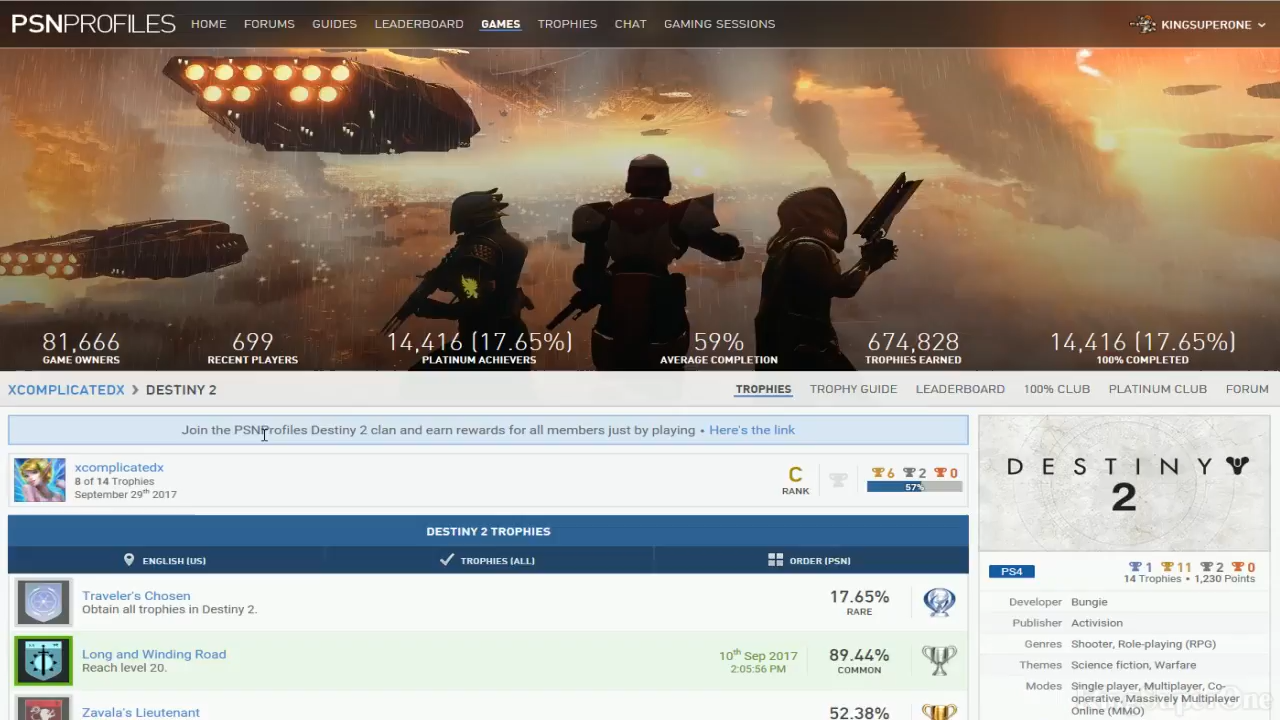 PSNPROFILES HOME FORUMS GUIDES LEADERBOARD GAMES TROPHIES CHAT GAMING SESSIONS KINGSUPERONE
81,666 699 14,416 (17.65%) 59% 674,828 14,416 (17.65%)
GAME OWNERS RECENT PLAYERS PLATINUM ACHIEVERS AVERAGE COMPLETION TROPHIES EARNED 100% COMPLETED
XCOMPLICATEDX > DESTINY 2 TROPHIES TROPHY GUIDE LEADERBOARD 100% CLUB PLATINUM CLUB FORUM
Join the PSNProfiles Destiny 2 clan and earn rewards for all members just by playing • Here's the link
xcomplicatedx
8 of 14 Trophies
September 29th 2017
C
RANK
6 2 0
57%
DESTINY 2 TROPHIES
ENGLISH (US) TROPHIES (ALL) ORDER (PSN)
Traveler's Chosen
Obtain all trophies in Destiny 2.
17.65%
RARE
Long and Winding Road
Reach level 20.
10th Sep 2017
2:05:56 PM
89.44%
COMMON
Zavala's Lieutenant
52.38%
DESTINY
2
PS4
1 11 2 0
14 Trophies • 1,230 Points
Developer Bungie
Publisher Activision
Genres Shooter, Role-playing (RPG)
Themes Science fiction, Warfare
Modes Single player, Multiplayer, Co-
operative, Massively Multiplayer
Online (MMO)